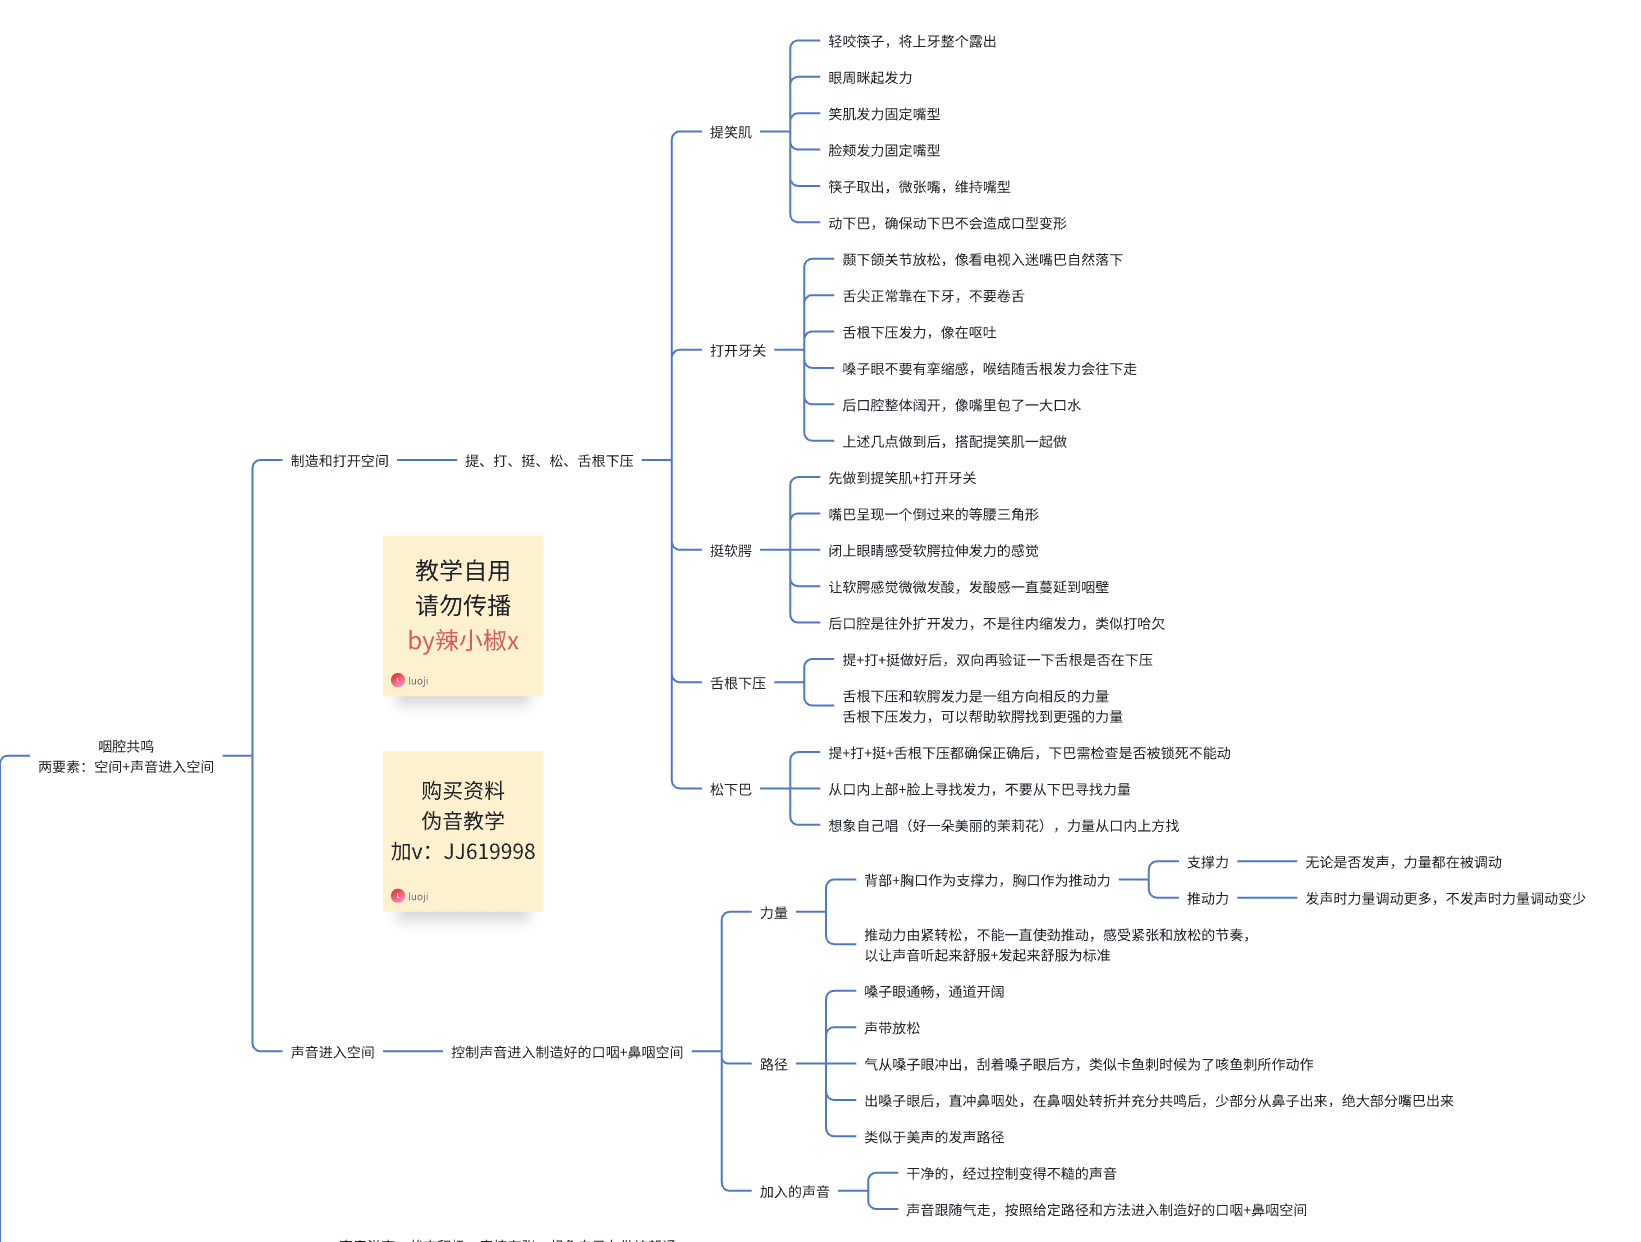 咽腔共鸣
两要素：空间+声音进入空间
制造和打开空间
提、打、挺、松、舌根下压
提笑肌
轻咬筷子，将上牙整个露出
眼周眯起发力
笑肌发力固定嘴型
脸颊发力固定嘴型
筷子取出，微张嘴，维持嘴型
动下巴，确保动下巴不会造成口型变形
打开牙关
颞下颌关节放松，像看电视入迷嘴巴自然落下
舌尖正常靠在下牙，不要卷舌
舌根下压发力，像在呕吐
嗓子眼不要有挛缩感，喉结随舌根发力会往下走
后口腔整体阔开，像嘴里包了一大口水
上述几点做到后，搭配提笑肌一起做
挺软腭
先做到提笑肌+打开牙关
嘴巴呈现一个倒过来的等腰三角形
闭上眼睛感受软腭拉伸发力的感觉
让软腭感觉微微发酸，发酸感一直蔓延到咽壁
后口腔是往外扩开发力，不是往内缩发力，类似打哈欠
舌根下压
提+打+挺做好后，双向再验证一下舌根是否在下压
舌根下压和软腭发力是一组方向相反的力量
舌根下压发力，可以帮助软腭找到更强的力量
松下巴
提+打+挺+舌根下压都确保正确后，下巴需检查是否被锁死不能动
从口内上部+脸上寻找发力，不要从下巴寻找力量
想象自己唱（好一朵美丽的茉莉花），力量从口内上方找
教学自用
请勿传播
by辣小椒x
luoji
购买资料
伪音教学
加v：JJ619998
luoji
声音进入空间
控制声音进入制造好的口咽+鼻咽空间
力量
背部+胸口作为支撑力，胸口作为推动力
支撑力
无论是否发声，力量都在被调动
推动力
发声时力量调动更多，不发声时力量调动变少
推动力由紧转松，不能一直使劲推动，感受紧张和放松的节奏，
以让声音听起来舒服+发起来舒服为标准
路径
嗓子眼通畅，通道开阔
声带放松
气从嗓子眼冲出，刮着嗓子眼后方，类似卡鱼刺时候为了咳鱼刺所作动作
出嗓子眼后，直冲鼻咽处，在鼻咽处转折并充分共鸣后，少部分从鼻子出来，绝大部分嘴巴出来
类似于美声的发声路径
加入的声音
干净的，经过控制变得不糙的声音
声音跟随气走，按照给定路径和方法进入制造好的口咽+鼻咽空间